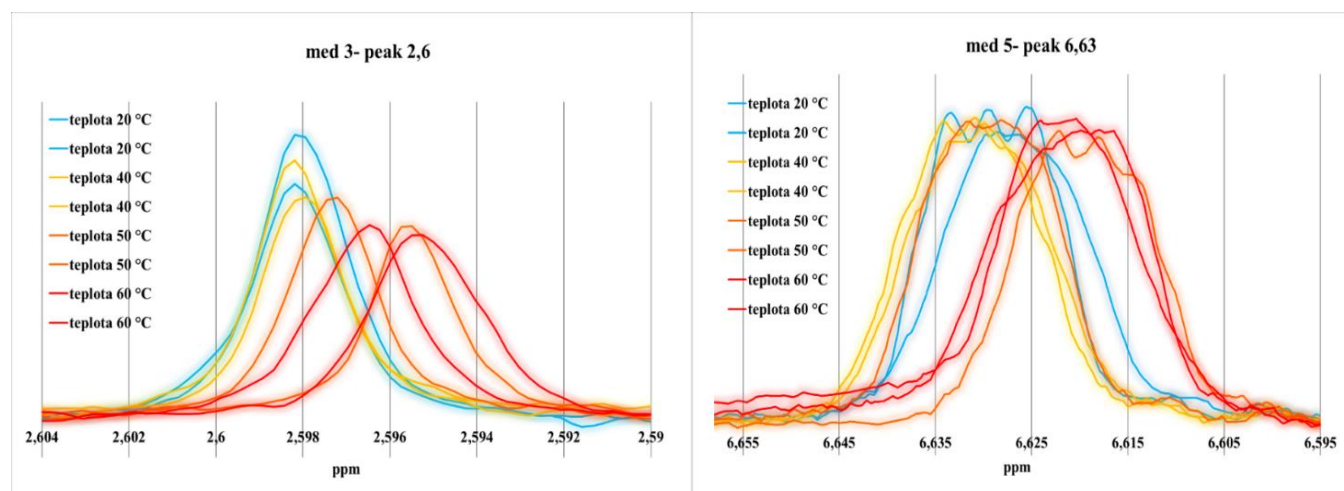 med 3- peak 2,6
teplota 20 °C
teplota 20 °C
teplota 40 °C
teplota 40 °C
teplota 50 °C
teplota 50 °C
teplota 60 °C
teplota 60 °C
2,604 2,602 2,6 2,598 2,596 2,594 2,592 2,59
ppm
med 5- peak 6,63
teplota 20 °C
teplota 20 °C
teplota 40 °C
teplota 40 °C
teplota 50 °C
teplota 50 °C
teplota 60 °C
teplota 60 °C
6,655 6,645 6,635 6,625 6,615 6,605 6,595
ppm